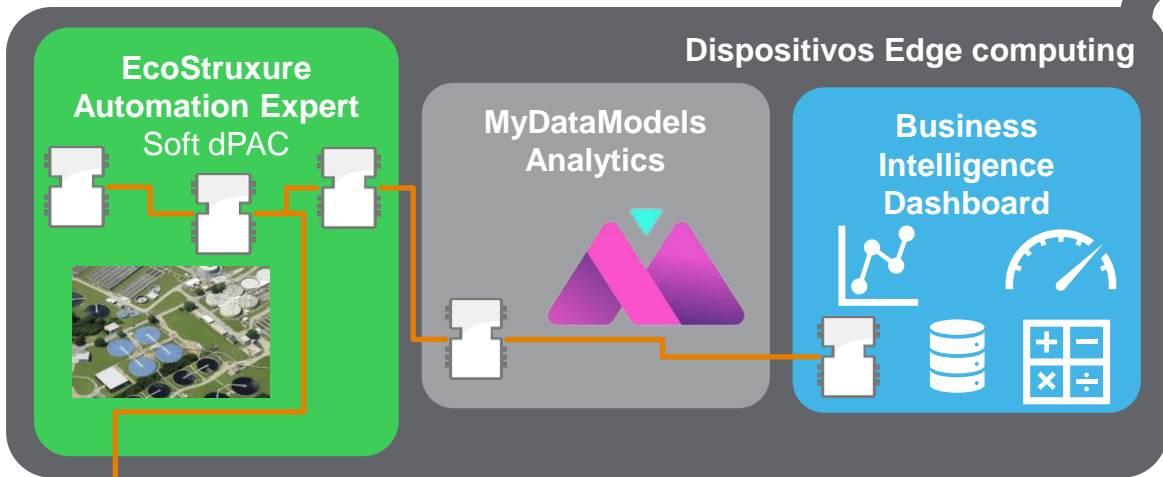 Dispositivos Edge computing
EcoStruxure
Automation Expert
Soft dPAC
MyDataModels
Analytics
Business
Intelligence
Dashboard